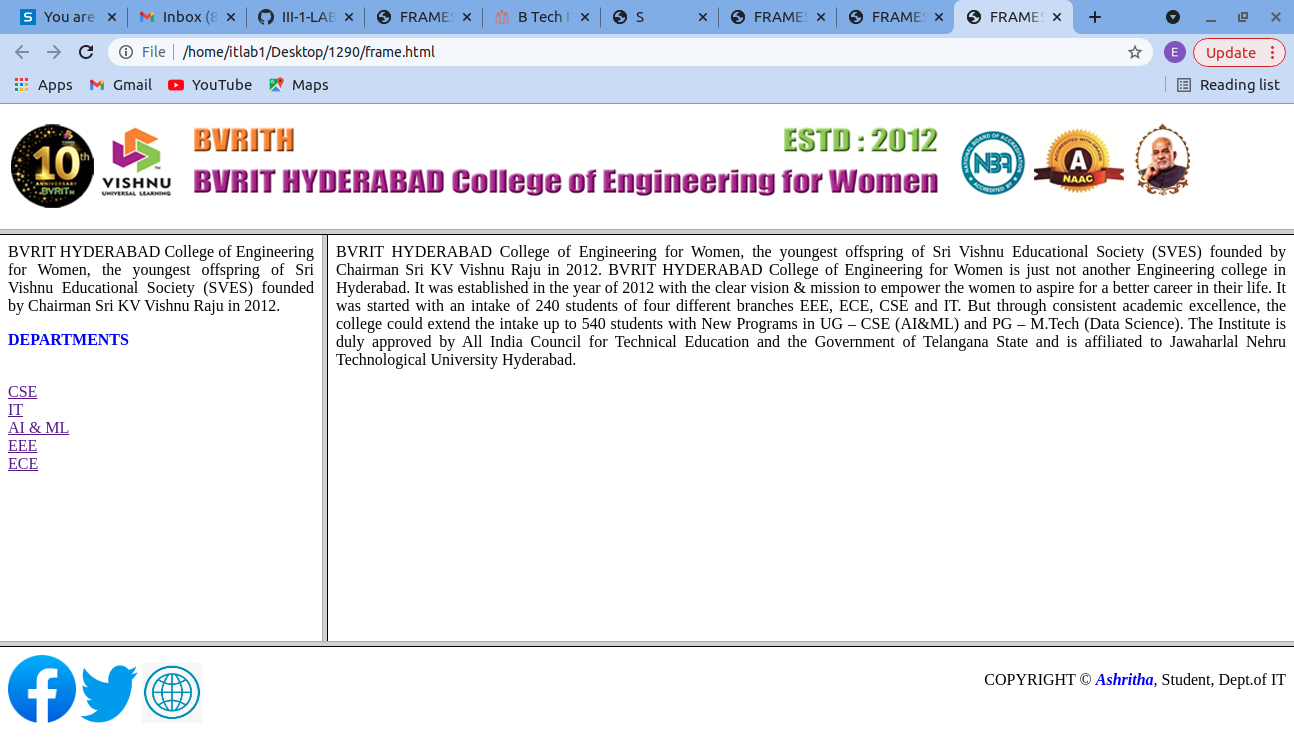 You are
Inbox (8
III-1-LAB
FRAMES
B Tech I
S
FRAMES
FRAMES
FRAMES
File /home/itlab1/Desktop/1290/frame.html
E
Update
Apps Gmail YouTube Maps Reading list
10th
ANNIVERSARY
BVRITH
VISHNU
UNIVERSAL LEARNING
BVRITH ESTD : 2012
BVRIT HYDERABAD College of Engineering for Women
NATIONAL BOARD OF ACCREDITATION
NBA
ACCREDITED BY
ACCREDITED WITH GRADE
A
NAAC
BVRIT HYDERABAD College of Engineering
for Women, the youngest offspring of Sri
Vishnu Educational Society (SVES) founded
by Chairman Sri KV Vishnu Raju in 2012.
DEPARTMENTS
CSE
IT
AI & ML
EEE
ECE
BVRIT HYDERABAD College of Engineering for Women, the youngest offspring of Sri Vishnu Educational Society (SVES) founded by
Chairman Sri KV Vishnu Raju in 2012. BVRIT HYDERABAD College of Engineering for Women is just not another Engineering college in
Hyderabad. It was established in the year of 2012 with the clear vision & mission to empower the women to aspire for a better career in their life. It
was started with an intake of 240 students of four different branches EEE, ECE, CSE and IT. But through consistent academic excellence, the
college could extend the intake up to 540 students with New Programs in UG – CSE (AI&ML) and PG – M.Tech (Data Science). The Institute is
duly approved by All India Council for Technical Education and the Government of Telangana State and is affiliated to Jawaharlal Nehru
Technological University Hyderabad.
COPYRIGHT © Ashritha, Student, Dept.of IT